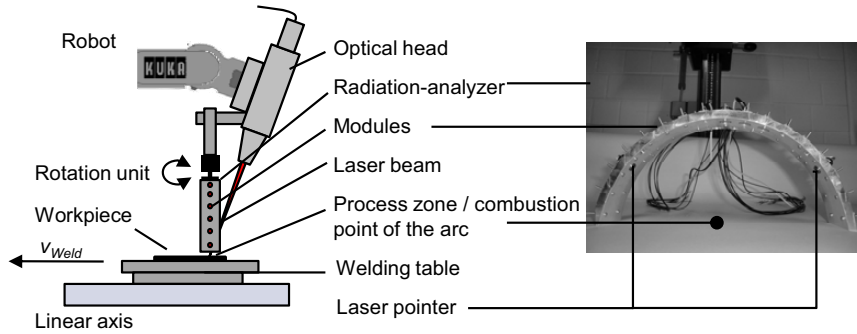 Robot
KUKA
Rotation unit
Workpiece
vWeld
Linear axis
Optical head
Radiation-analyzer
Modules
Laser beam
Process zone / combustion
point of the arc
Welding table
Laser pointer